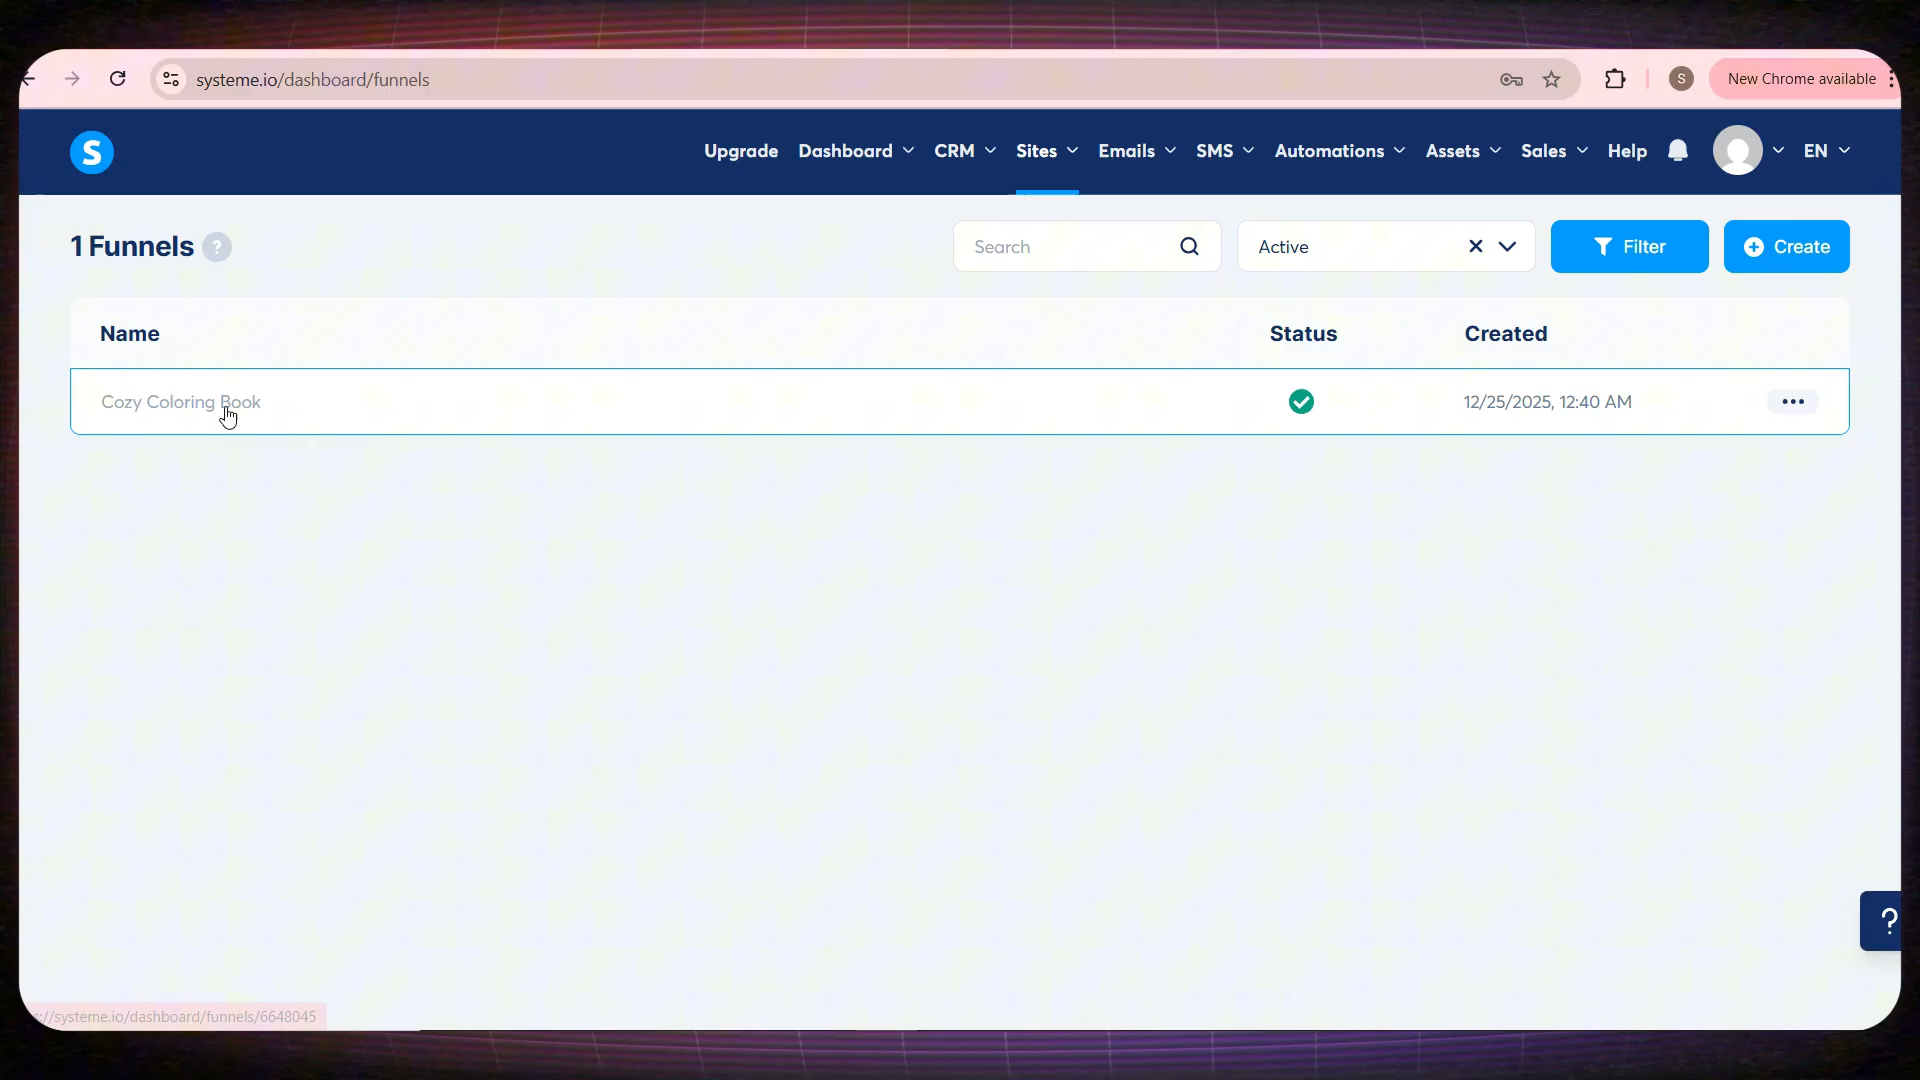 systeme.io/dashboard/funnels
S
New Chrome available
S
Upgrade Dashboard CRM Sites Emails SMS Automations Assets Sales Help EN
1 Funnels ?
Search
Active
Filter
Create
Name Status Created
Cozy Coloring Book 12/25/2025, 12:40 AM
?
s://systeme.io/dashboard/funnels/6648045